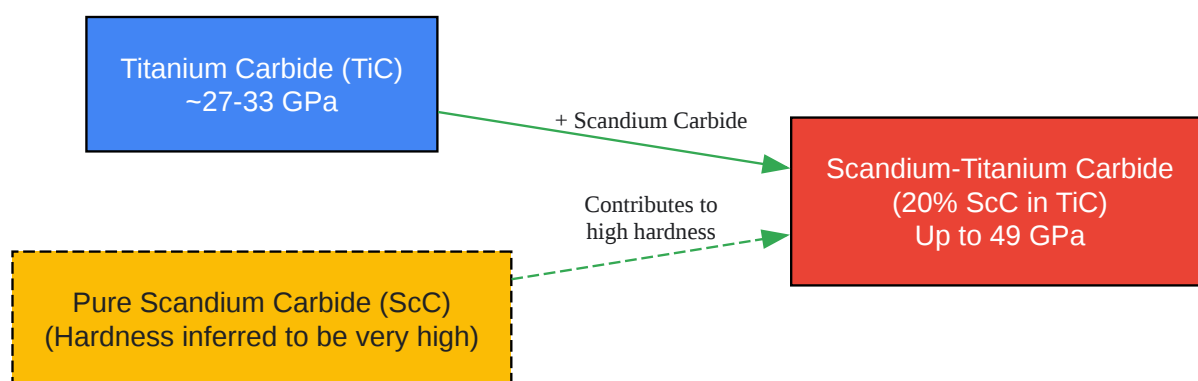 Titanium Carbide (TiC)
~27-33 GPa
+ Scandium Carbide
Scandium-Titanium Carbide
(20% ScC in TiC)
Up to 49 GPa
Contributes to
high hardness
Pure Scandium Carbide (ScC)
(Hardness inferred to be very high)